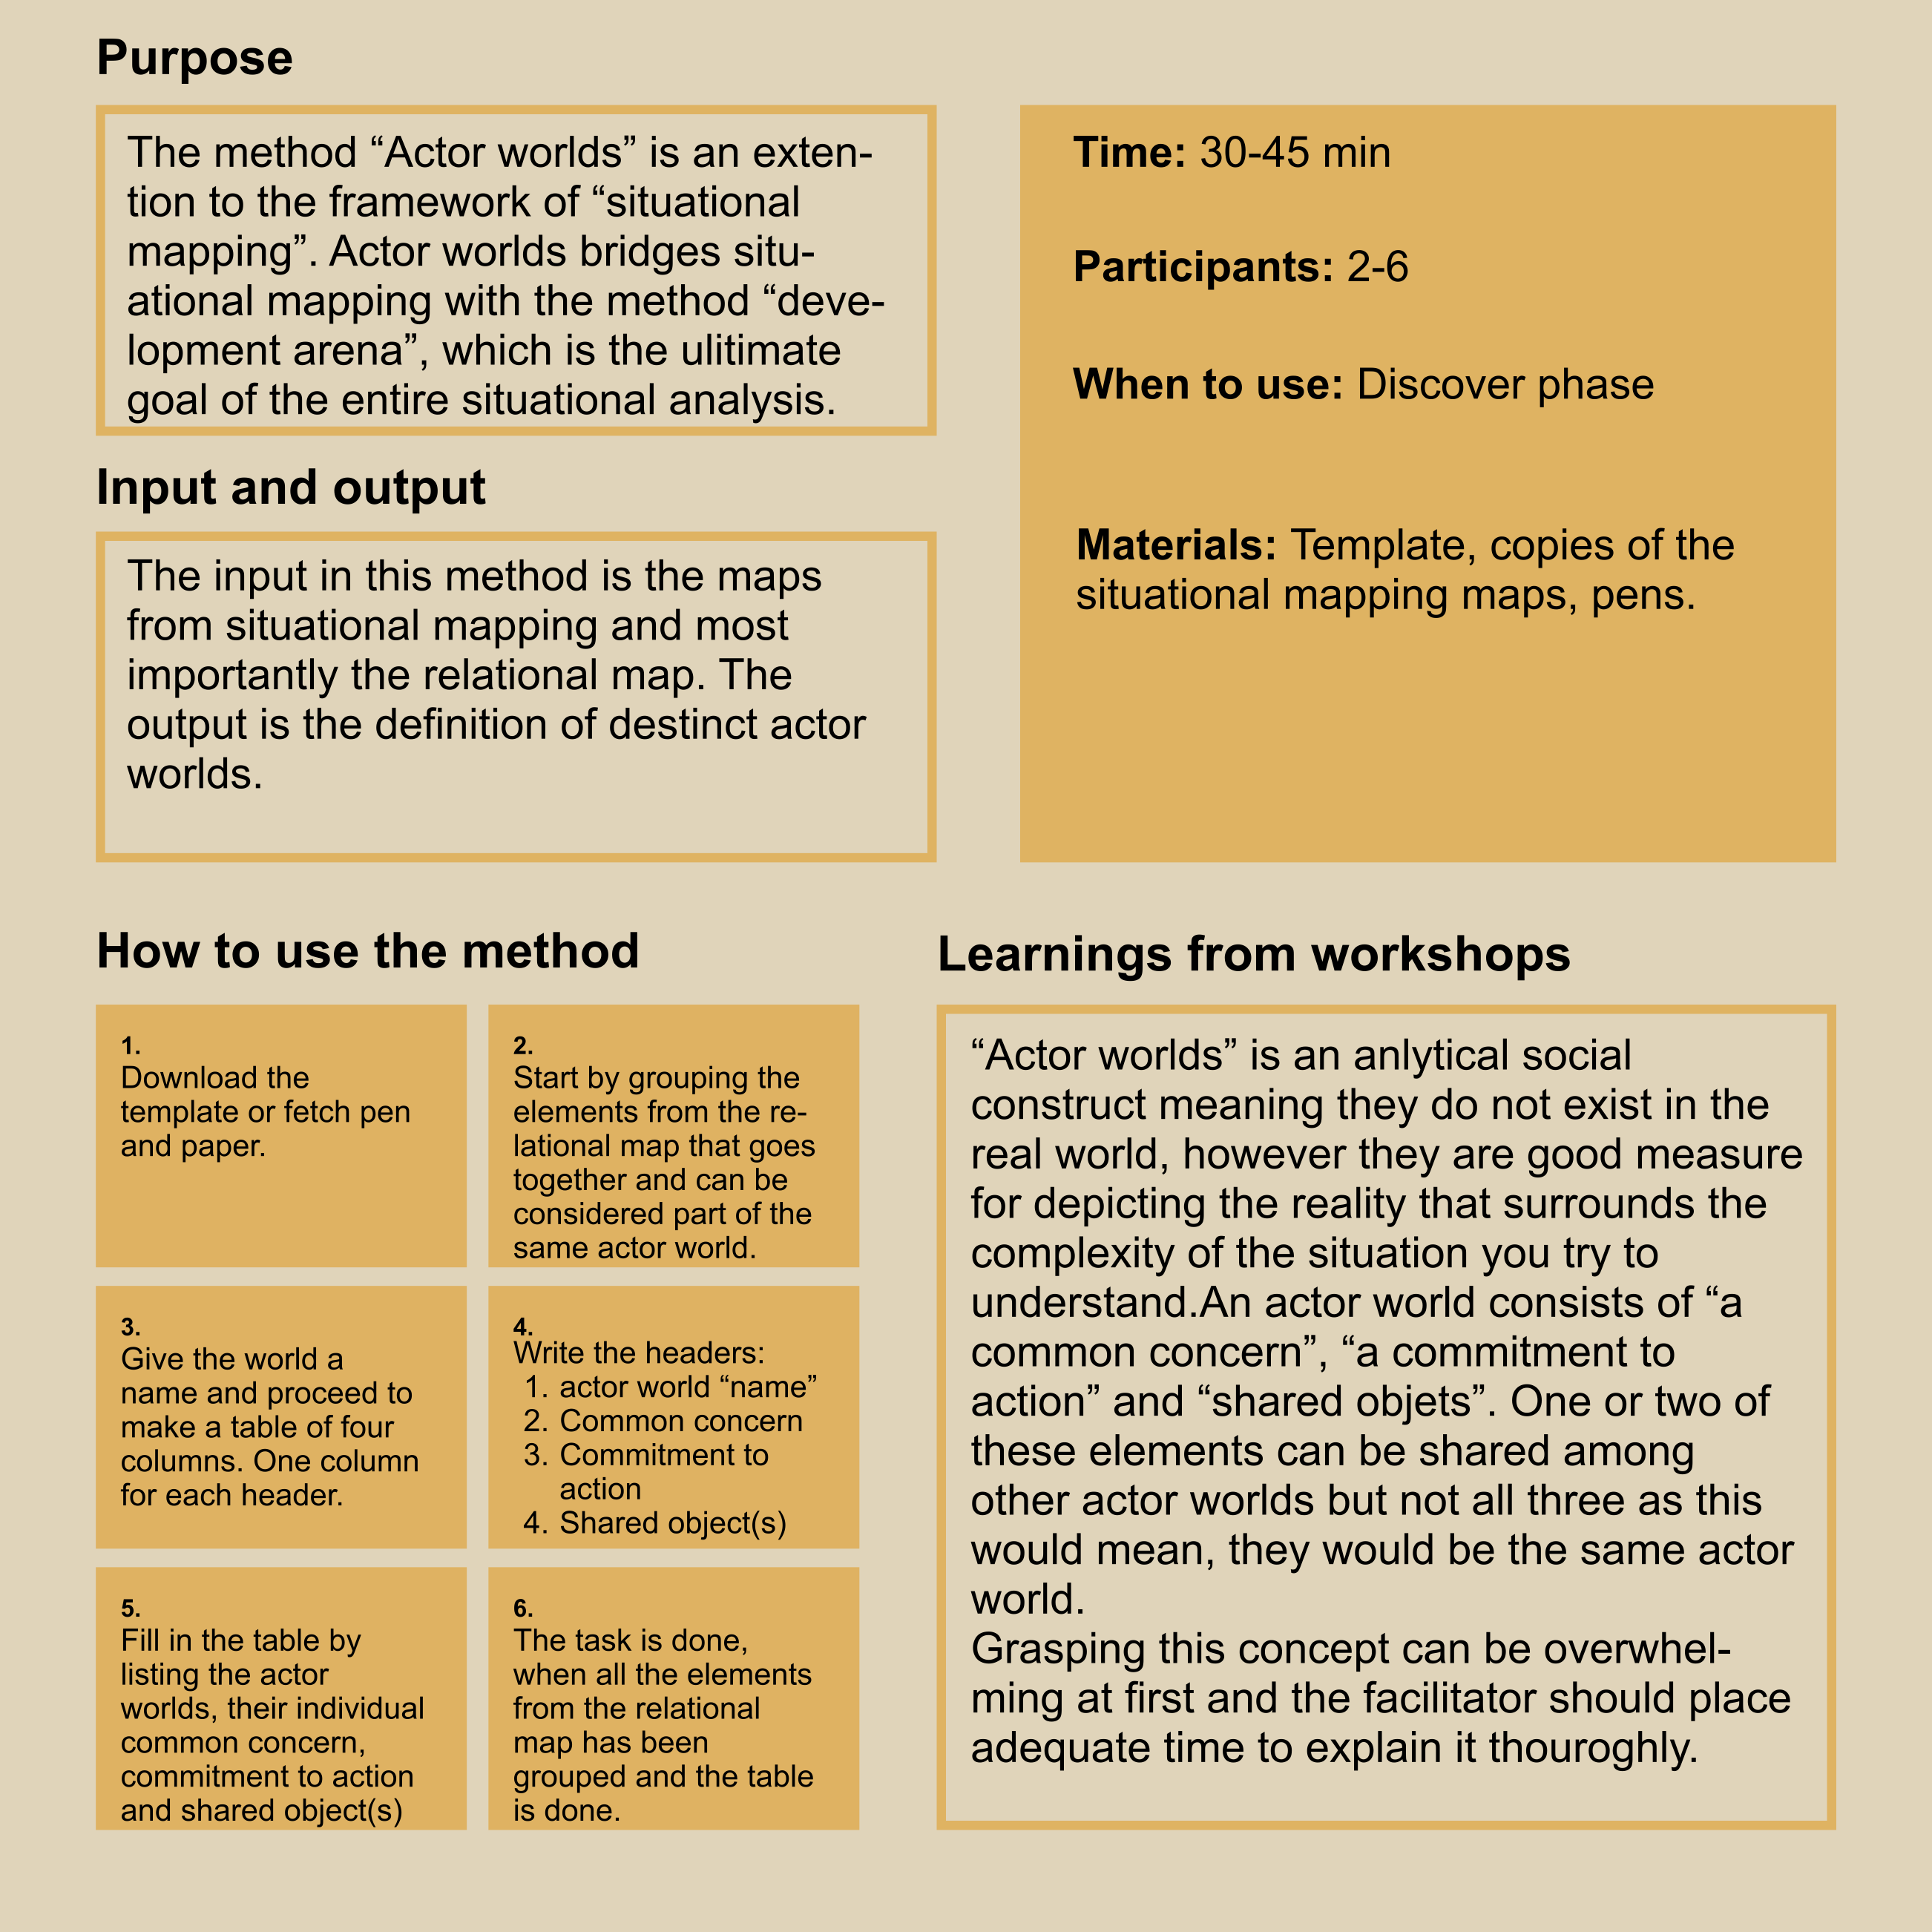 Purpose
The method “Actor worlds” is an exten-
tion to the framework of “situational
mapping”. Actor worlds bridges situ-
ational mapping with the method “deve-
lopment arena”, which is the ulitimate
goal of the entire situational analysis.
Input and output
The input in this method is the maps
from situational mapping and most
importantly the relational map. The
output is the definition of destinct actor
worlds.
Time: 30-45 min
Participants: 2-6
When to use: Discover phase
Materials: Template, copies of the
situational mapping maps, pens.
How to use the method
1.
Download the
template or fetch pen
and paper.
2.
Start by grouping the
elements from the re-
lational map that goes
together and can be
considered part of the
same actor world.
3.
Give the world a
name and proceed to
make a table of four
columns. One column
for each header.
4.
Write the headers:
1. actor world “name”
2. Common concern
3. Commitment to
action
4. Shared object(s)
5.
Fill in the table by
listing the actor
worlds, their individual
common concern,
commitment to action
and shared object(s)
6.
The task is done,
when all the elements
from the relational
map has been
grouped and the table
is done.
Learnings from workshops
“Actor worlds” is an anlytical social
construct meaning they do not exist in the
real world, however they are good measure
for depicting the reality that surrounds the
complexity of the situation you try to
understand.An actor world consists of “a
common concern”, “a commitment to
action” and “shared objets”. One or two of
these elements can be shared among
other actor worlds but not all three as this
would mean, they would be the same actor
world.
Grasping this concept can be overwhel-
ming at first and the facilitator should place
adequate time to explain it thouroghly.